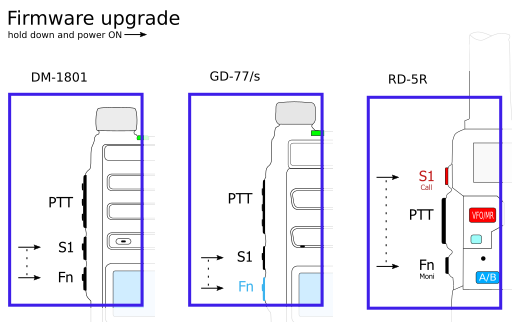 Firmware upgrade
hold down and power ON
DM-1801
GD-77/s
RD-5R
PTT
S1
Fn
PTT
S1
Fn
S1
Call
PTT
VFO/MR
Fn
Moni
A/B